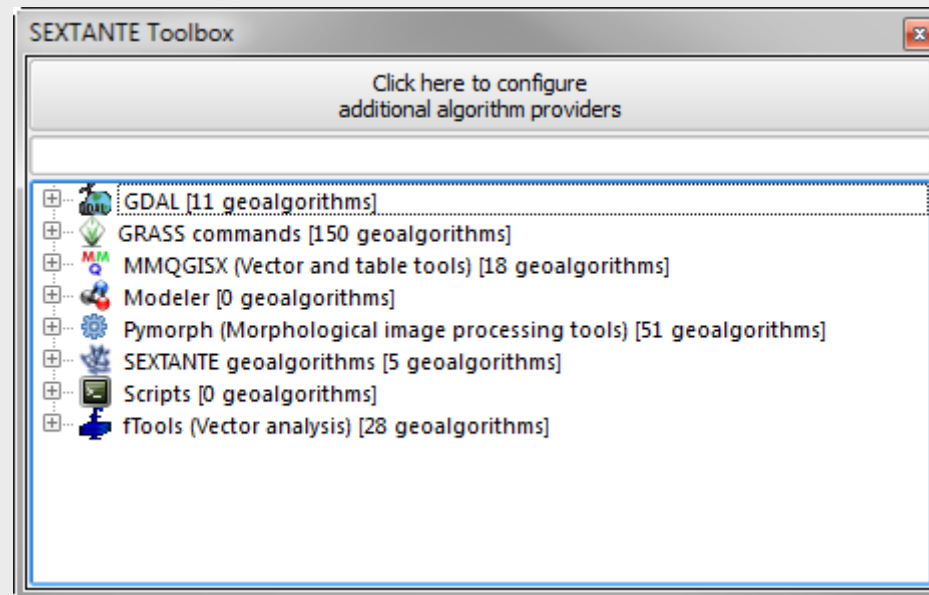 SEXTANTE Toolbox
Click here to configure
additional algorithm providers
GDAL [11 geoalgorithms]
GRASS commands [150 geoalgorithms]
MMQGISX (Vector and table tools) [18 geoalgorithms]
Modeler [0 geoalgorithms]
Pymorph (Morphological image processing tools) [51 geoalgorithms]
SEXTANTE geoalgorithms [5 geoalgorithms]
Scripts [0 geoalgorithms]
fTools (Vector analysis) [28 geoalgorithms]